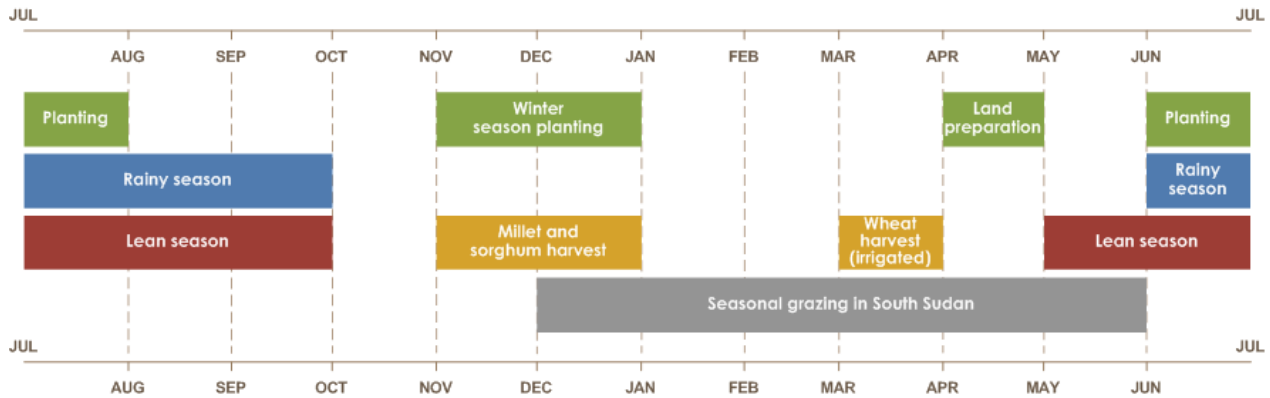 JUL JUL
AUG SEP OCT NOV DEC JAN FEB MAR APR MAY JUN
Planting
Winter
season planting
Land
preparation
Planting
Rainy season
Rainy
season
Lean season
Millet and
sorghum harvest
Wheat
harvest
(irrigated)
Lean season
Seasonal grazing in South Sudan
JUL JUL
AUG SEP OCT NOV DEC JAN FEB MAR APR MAY JUN